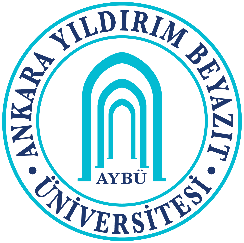 ANKARA YILDIRIM BEYAZIT
AYBÜ
• ÜNİVERSİTESİ •